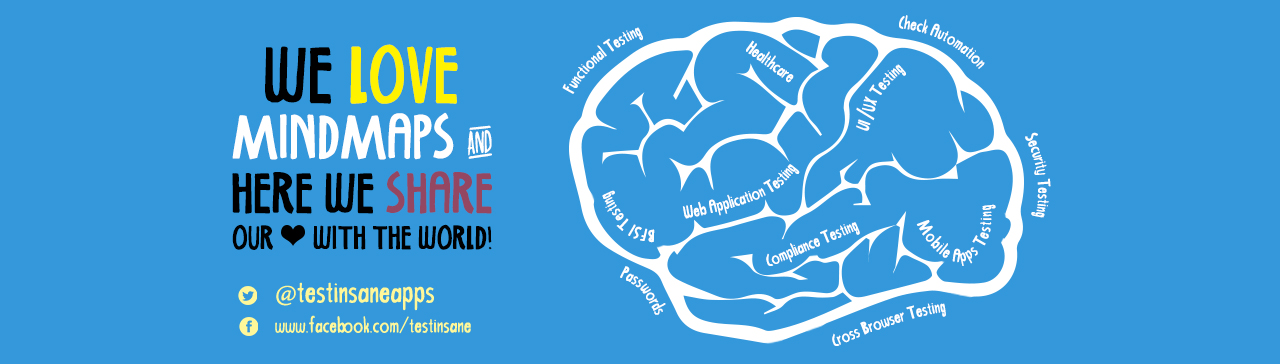 WE LOVE
MINDMAPS AND
HERE WE SHARE
OUR ❤ WITH THE WORLD!
@testinsaneapps
www.facebook.com/testinsane
Functional Testing
Healthcare
Check Automation
UI/UX Testing
Security Testing
Web Application Testing
BFSI Testing
Compliance Testing
Mobile Apps Testing
Passwords
Cross Browser Testing